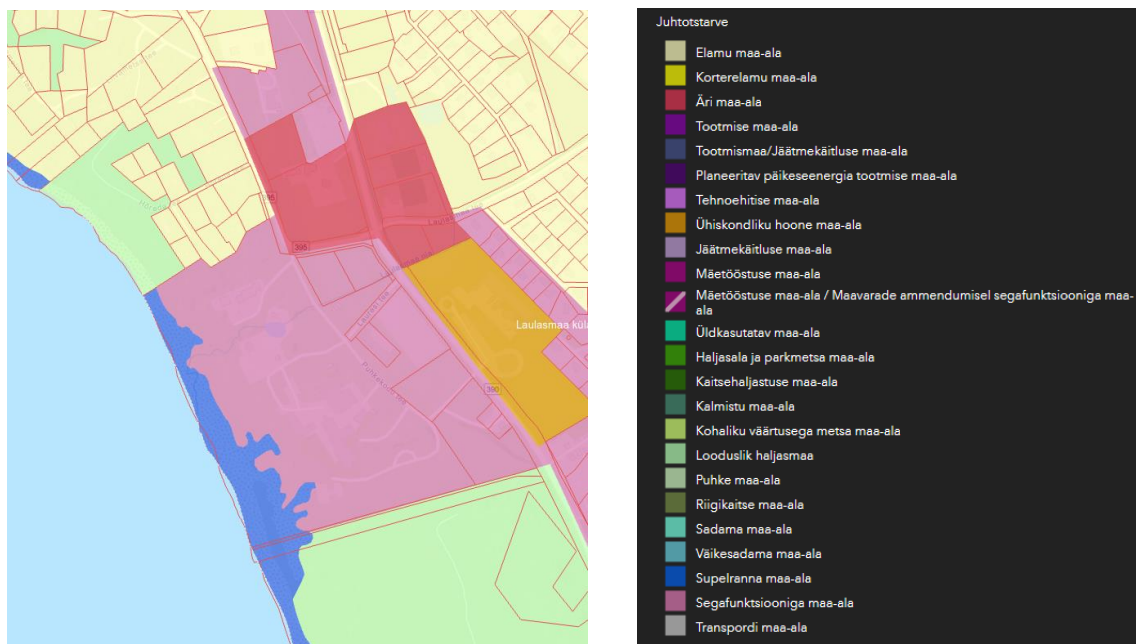 398
398
Laulasmaa külä
390
Juhtotstarve
Elamu maa-ala
Korterelamu maa-ala
Äri maa-ala
Tootmise maa-ala
Tootmismaa/Jäätmekäitluse maa-ala
Planeeritav päikeseenergia tootmise maa-ala
Tehnoehitise maa-ala
Ühiskondliku hoone maa-ala
Jäätmekäitluse maa-ala
Mäetööstuse maa-ala
Mäetööstuse maa-ala / Maavarade ammendumisel segafunktsiooniga maa-
ala
Üldkasutatav maa-ala
Haljasala ja parkmetsa maa-ala
Kaitsehaljastuse maa-ala
Kalmistu maa-ala
Kohaliku väärtusega metsa maa-ala
Looduslik haljasmaa
Puhke maa-ala
Riigikaitse maa-ala
Sadama maa-ala
Väikesadama maa-ala
Supelranna maa-ala
Segafunktsiooniga maa-ala
Transpordi maa-ala